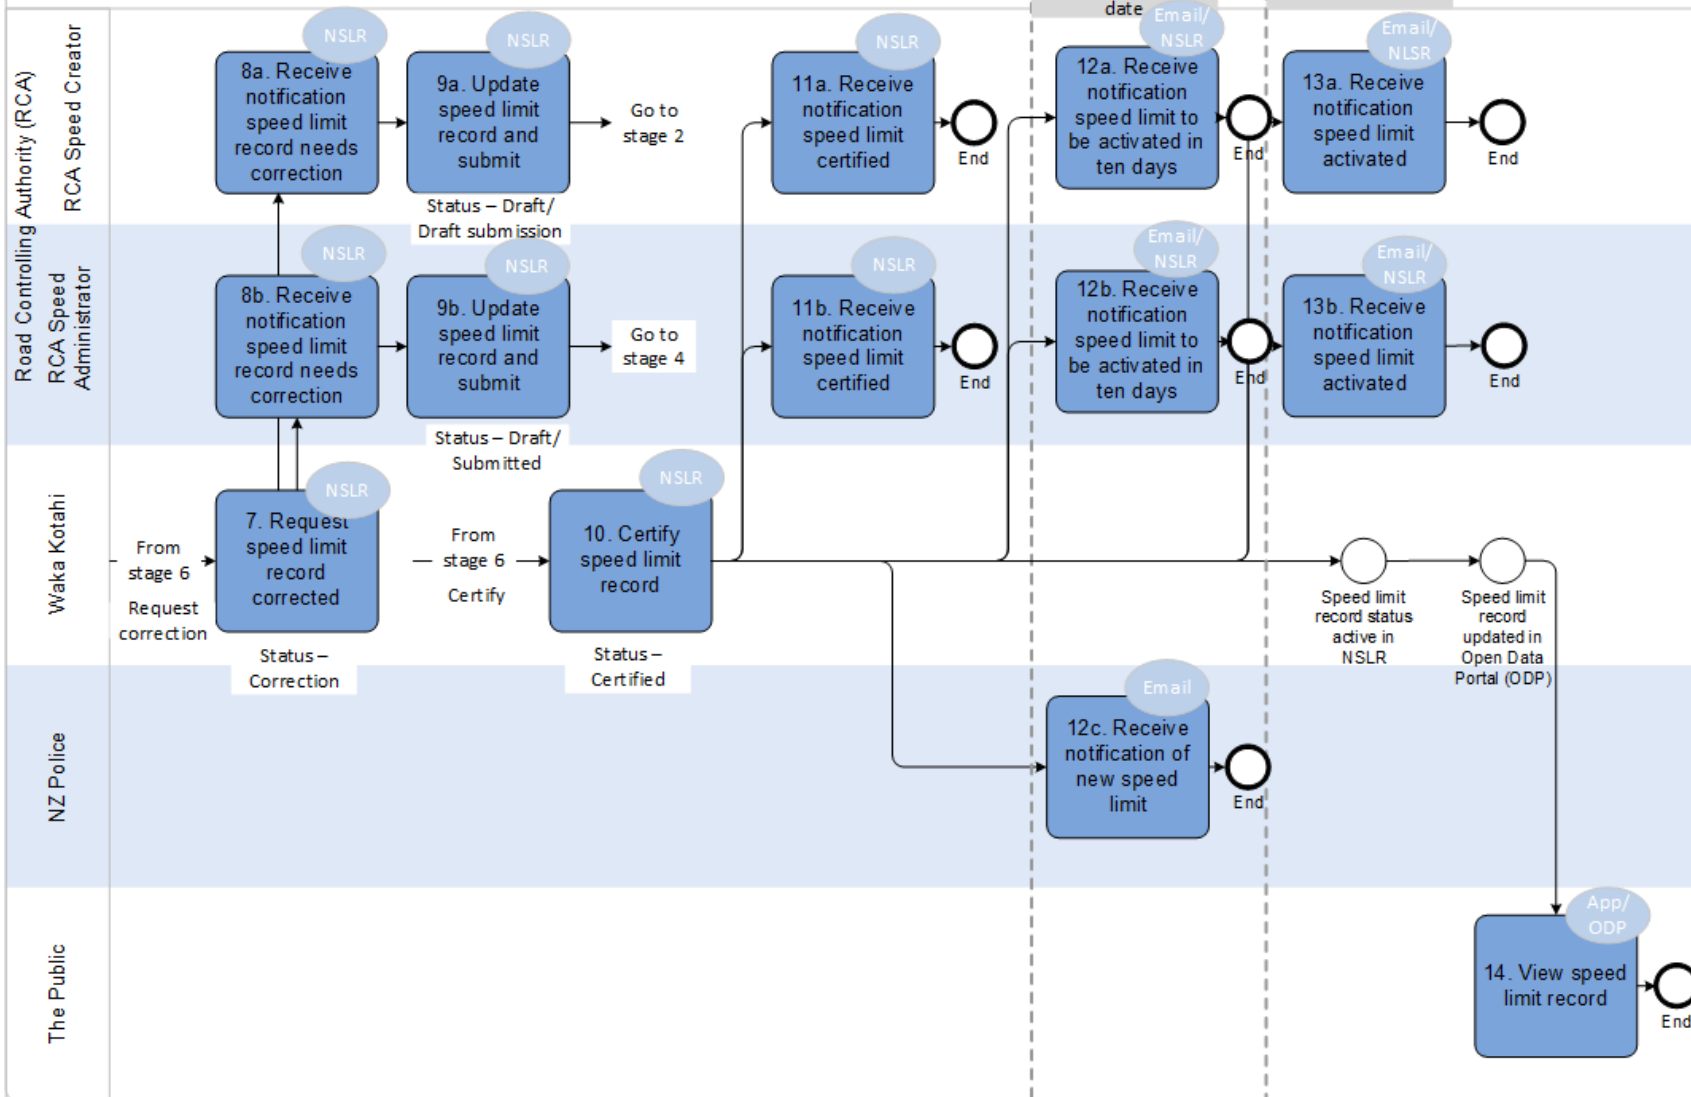 date
Road Controlling Authority (RCA)
RCA Speed Creator
NSLR
8a. Receive
notification
speed limit
record needs
correction
NSLR
9a. Update
speed limit
record and
submit
Status – Draft/
Draft submission
Go to
stage 2
NSLR
11a. Receive
notification
speed limit
certified
End
Email/
NSLR
12a. Receive
notification
speed limit to
be activated in
ten days
End
Email/
NLSR
13a. Receive
notification
speed limit
activated
End
RCA Speed
Administrator
NSLR
8b. Receive
notification
speed limit
record needs
correction
NSLR
9b. Update
speed limit
record and
submit
Status – Draft/
Submitted
Go to
stage 4
NSLR
11b. Receive
notification
speed limit
certified
End
Email/
NSLR
12b. Receive
notification
speed limit to
be activated in
ten days
End
Email/
NSLR
13b. Receive
notification
speed limit
activated
End
Waka Kotahi
From
stage 6
Request
correction
NSLR
7. Request
speed limit
record
corrected
Status –
Correction
From
stage 6
Certify
NSLR
10. Certify
speed limit
record
Status –
Certified
Speed limit
record status
active in
NSLR
Speed limit
record
updated in
Open Data
Portal (ODP)
NZ Police
Email
12c. Receive
notification of
new speed
limit
End
The Public
App/
ODP
14. View speed
limit record
End